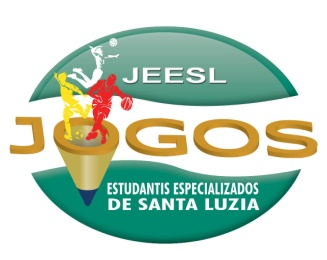 JEESL
JOGOS
ESTUDANTIS ESPECIALIZADOS
DE SANTA LUZIA